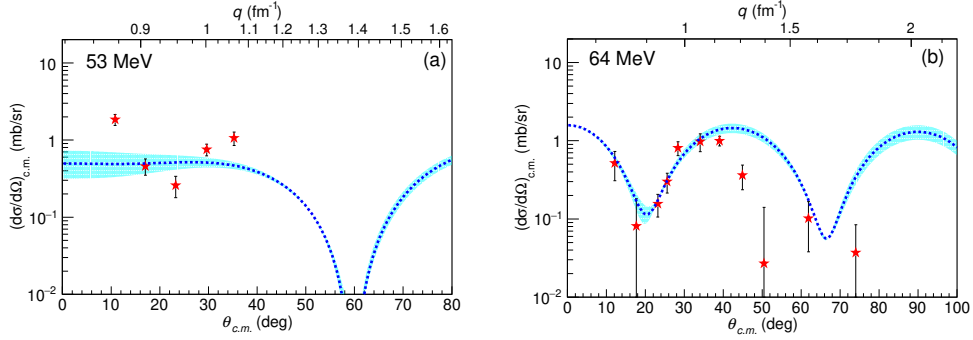 q (fm⁻¹)
0.9 1 1.1 1.2 1.3 1.4 1.5 1.6
53 MeV (a)
(dσ/dΩ)c.m. (mb/sr)
10
1
10⁻¹
10⁻²
0 10 20 30 40 50 60 70 80
θc.m. (deg)
q (fm⁻¹)
1 1.5 2
64 MeV (b)
(dσ/dΩ)c.m. (mb/sr)
10
1
10⁻¹
10⁻²
0 10 20 30 40 50 60 70 80 90 100
θc.m. (deg)